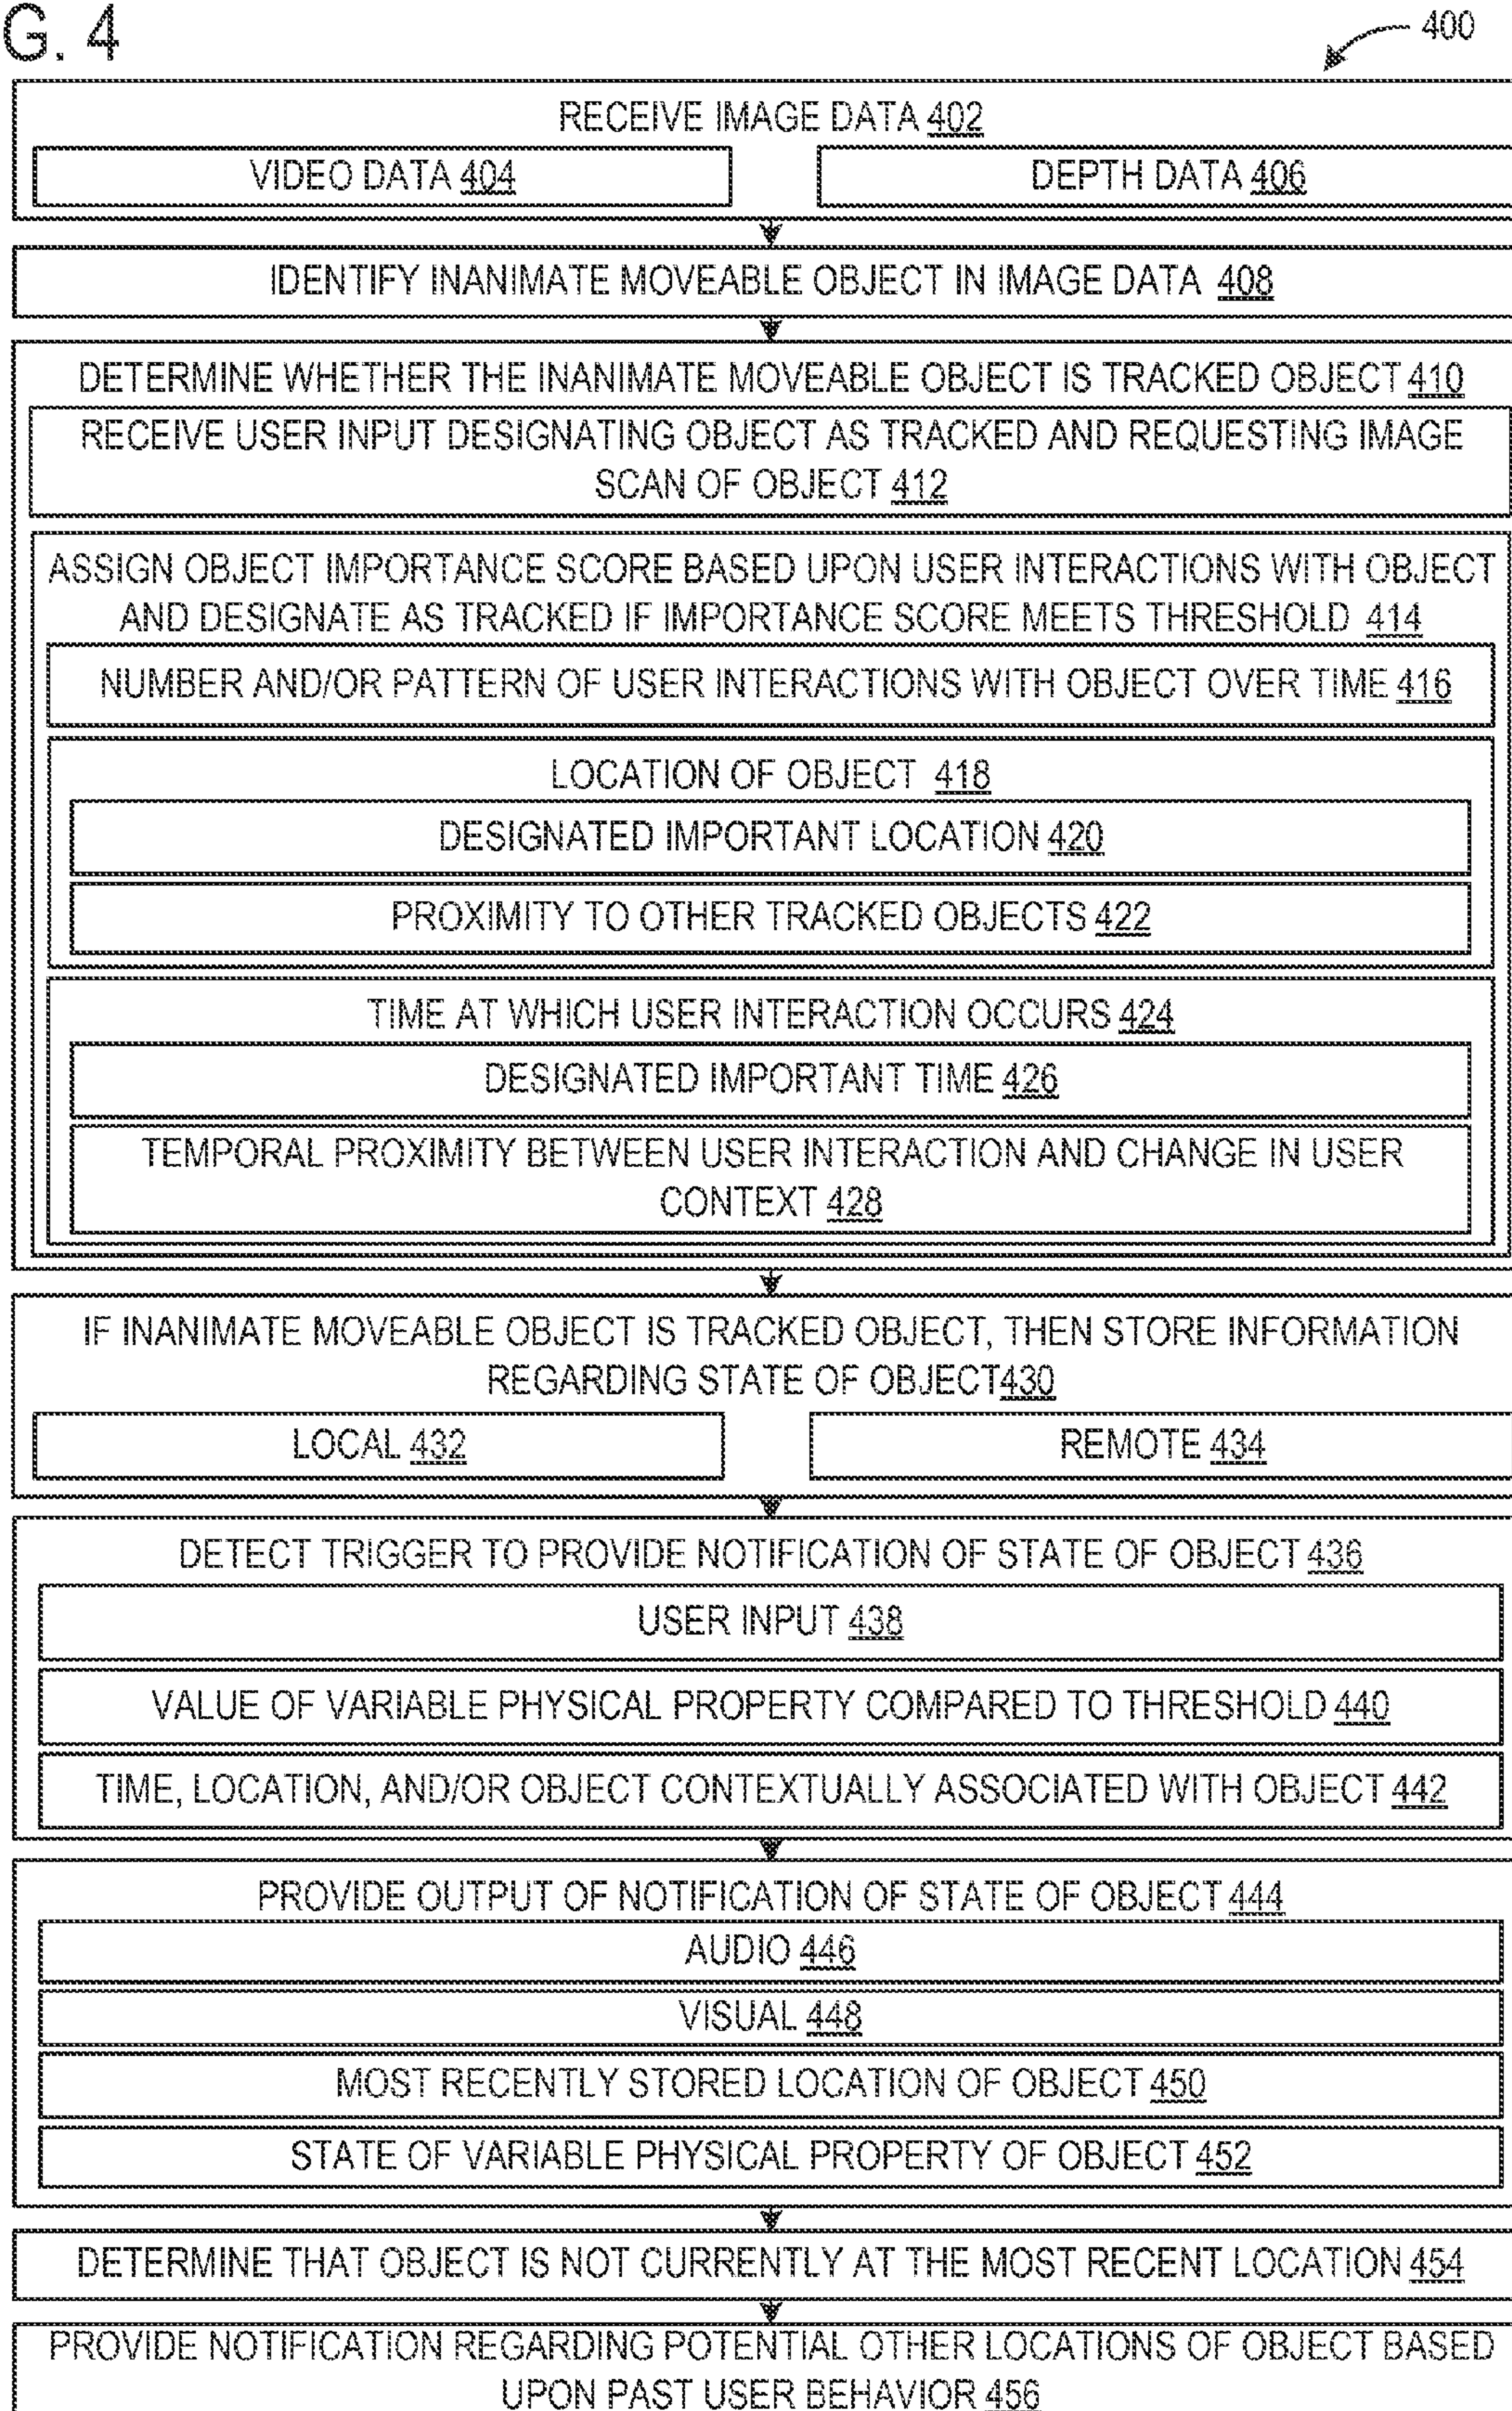 G. 4
400
RECEIVE IMAGE DATA 402
VIDEO DATA 404
DEPTH DATA 406
IDENTIFY INANIMATE MOVEABLE OBJECT IN IMAGE DATA 408
DETERMINE WHETHER THE INANIMATE MOVEABLE OBJECT IS TRACKED OBJECT 410
RECEIVE USER INPUT DESIGNATING OBJECT AS TRACKED AND REQUESTING IMAGE
SCAN OF OBJECT 412
ASSIGN OBJECT IMPORTANCE SCORE BASED UPON USER INTERACTIONS WITH OBJECT
AND DESIGNATE AS TRACKED IF IMPORTANCE SCORE MEETS THRESHOLD 414
NUMBER AND/OR PATTERN OF USER INTERACTIONS WITH OBJECT OVER TIME 416
LOCATION OF OBJECT 418
DESIGNATED IMPORTANT LOCATION 420
PROXIMITY TO OTHER TRACKED OBJECTS 422
TIME AT WHICH USER INTERACTION OCCURS 424
DESIGNATED IMPORTANT TIME 426
TEMPORAL PROXIMITY BETWEEN USER INTERACTION AND CHANGE IN USER
CONTEXT 428
IF INANIMATE MOVEABLE OBJECT IS TRACKED OBJECT, THEN STORE INFORMATION
REGARDING STATE OF OBJECT430
LOCAL 432
REMOTE 434
DETECT TRIGGER TO PROVIDE NOTIFICATION OF STATE OF OBJECT 436
USER INPUT 438
VALUE OF VARIABLE PHYSICAL PROPERTY COMPARED TO THRESHOLD 440
TIME, LOCATION, AND/OR OBJECT CONTEXTUALLY ASSOCIATED WITH OBJECT 442
PROVIDE OUTPUT OF NOTIFICATION OF STATE OF OBJECT 444
AUDIO 446
VISUAL 448
MOST RECENTLY STORED LOCATION OF OBJECT 450
STATE OF VARIABLE PHYSICAL PROPERTY OF OBJECT 452
DETERMINE THAT OBJECT IS NOT CURRENTLY AT THE MOST RECENT LOCATION 454
PROVIDE NOTIFICATION REGARDING POTENTIAL OTHER LOCATIONS OF OBJECT BASED
UPON PAST USER BEHAVIOR 456